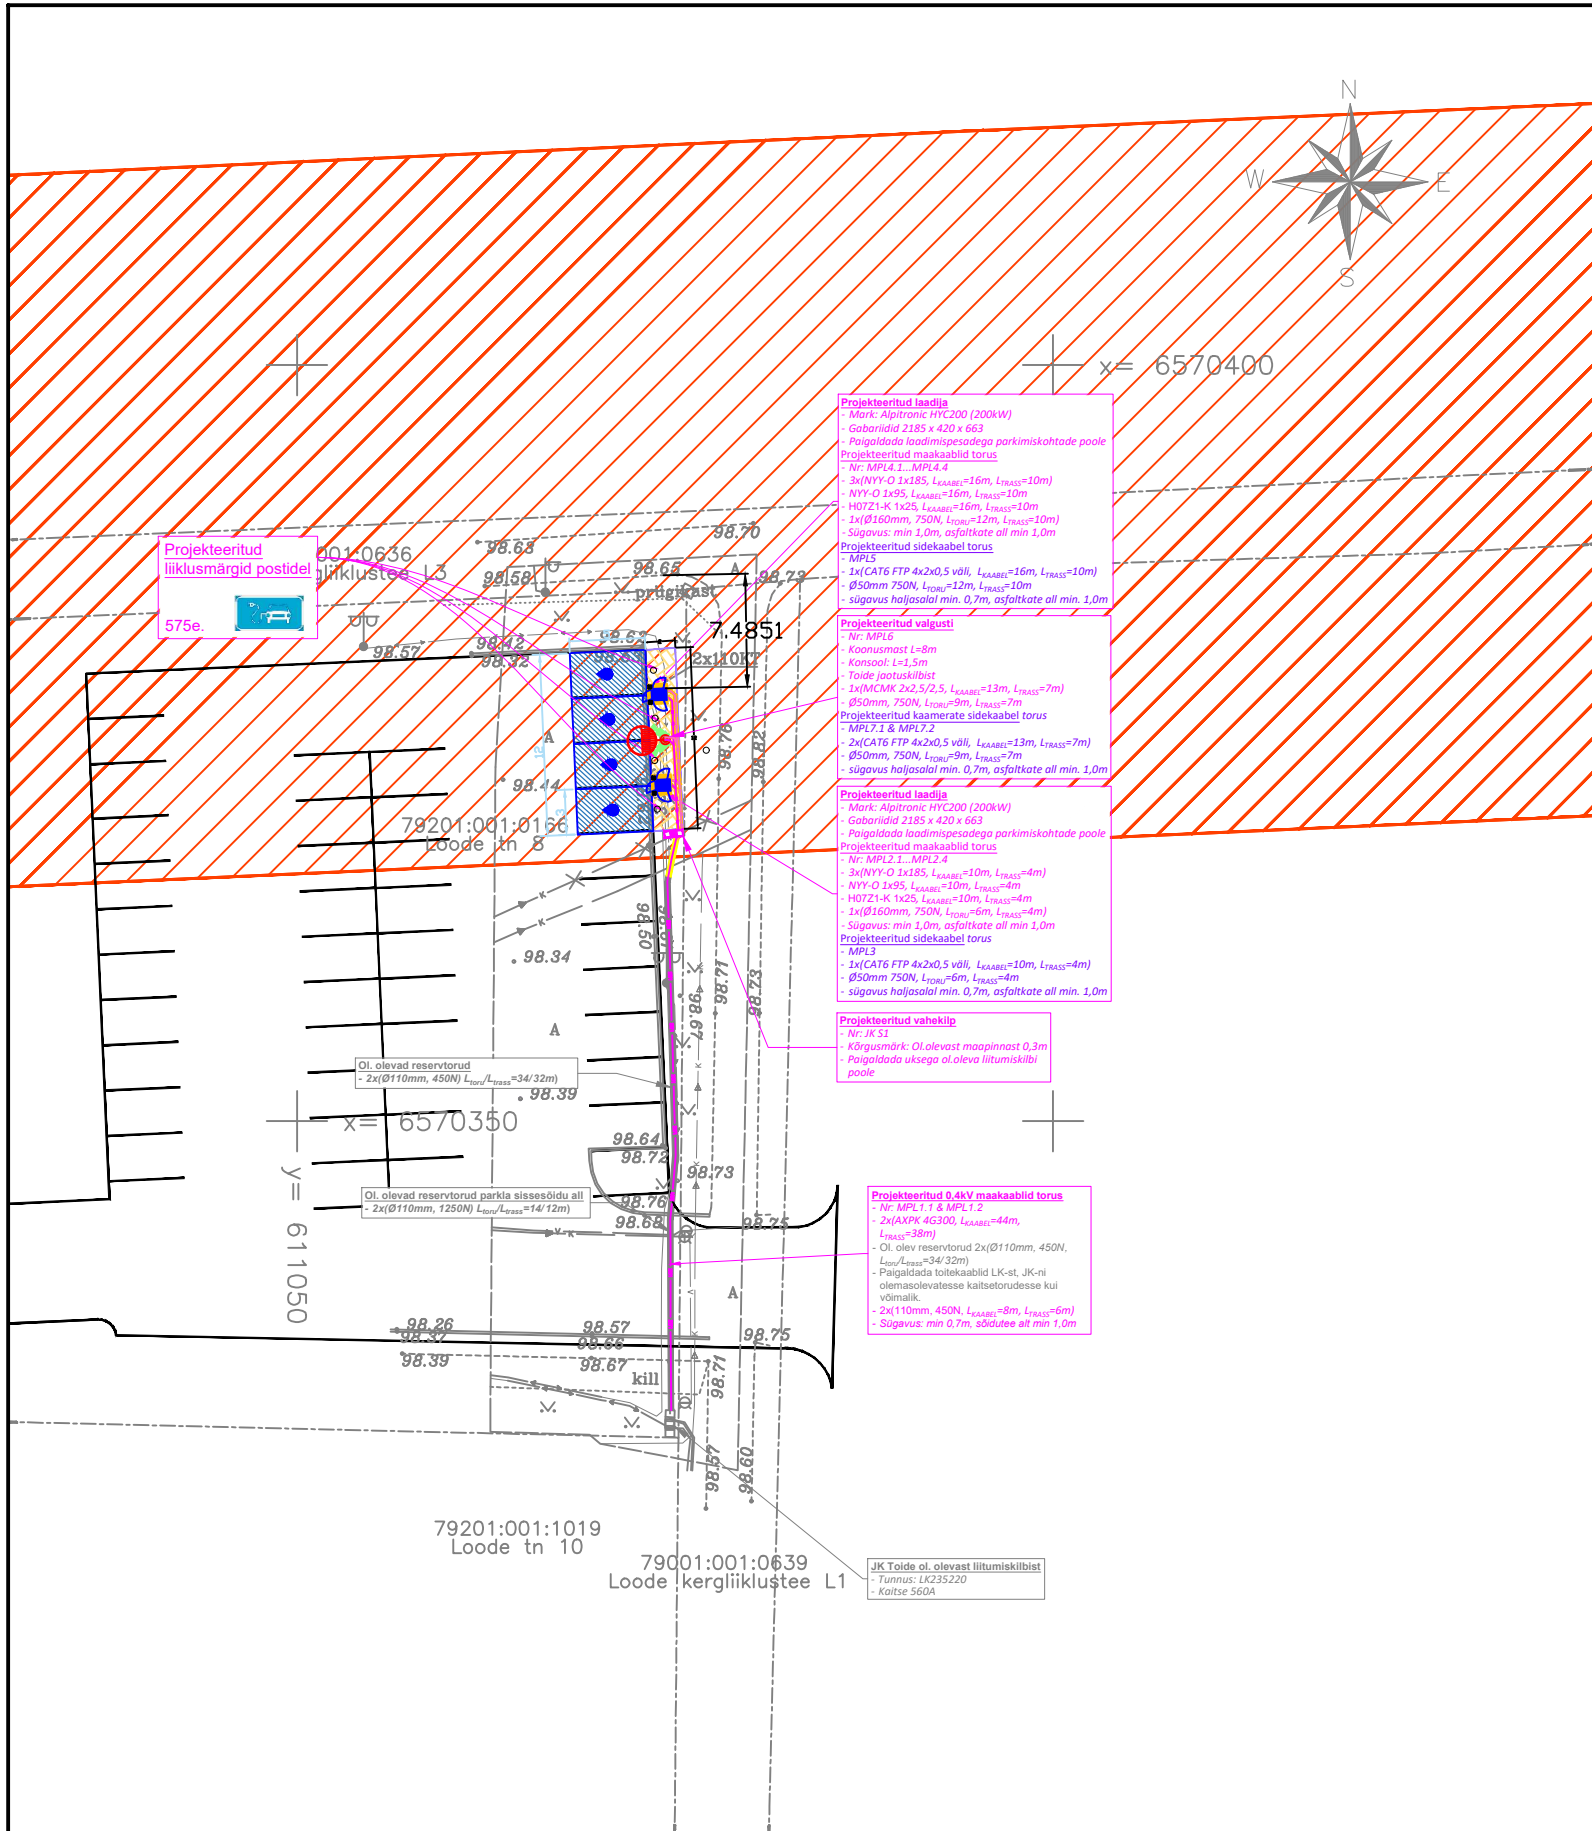 N
W
E
S
x= 6570400
Projekteeritud laadija
- Mark: Alpitronic HYC200 (200kW)
- Gabariidid 2185 x 420 x 663
- Paigaldada laadimispesadega parkimiskohtade poole
Projekteeritud maakaablid torus
- Nr: MPL4.1...MPL4.4
- 3x(NYY-O 1x185, LKAABEL=16m, LTRASS=10m)
- NYY-O 1x95, LKAABEL=16m, LTRASS=10m
- H07Z1-K 1x25, LKAABEL=16m, LTRASS=10m
- 1x(Ø160mm, 750N, LTORU=12m, LTRASS=10m)
- Sügavus: min 1,0m, asfaltkate all min 1,0m
Projekteeritud sidekaabel torus
- MPL5
- 1x(CAT6 FTP 4x2x0,5 väli, LKAABEL=16m, LTRASS=10m)
- Ø50mm 750N, LTORU=12m, LTRASS=10m
- sügavus haljasalal min. 0,7m, asfaltkate all min. 1,0m
Projekteeritud
liiklusmärgid postidel
575e.
001:0636
gliiklustee L3
98.63
98.70
98.58
98.65
A
98.73
prügikast
7.4851
98.57
98.42
98.32
98.62
2x110KT
Projekteeritud valgusti
- Nr: MPL6
- Koonusmast L=8m
- Konsool: L=1,5m
- Toide jaotuskilbist
- 1x(MCMK 2x2,5/2,5, LKAABEL=13m, LTRASS=7m)
- Ø50mm, 750N, LTORU=9m, LTRASS=7m
Projekteeritud kaamerate sidekaabel torus
- MPL7.1 & MPL7.2
- 2x(CAT6 FTP 4x2x0,5 väli, LKAABEL=13m, LTRASS=7m)
- Ø50mm, 750N, LTORU=9m, LTRASS=7m
- sügavus haljasalal min. 0,7m, asfaltkate all min. 1,0m
A
12
98.76
98.82
98.44
79201:001:0166
Loode tn 8
Projekteeritud laadija
- Mark: Alpitronic HYC200 (200kW)
- Gabariidid 2185 x 420 x 663
- Paigaldada laadimispesadega parkimiskohtade poole
Projekteeritud maakaablid torus
- Nr: MPL2.1...MPL2.4
- 3x(NYY-O 1x185, LKAABEL=10m, LTRASS=4m)
- NYY-O 1x95, LKAABEL=10m, LTRASS=4m
- H07Z1-K 1x25, LKAABEL=10m, LTRASS=4m
- 1x(Ø160mm, 750N, LTORU=6m, LTRASS=4m)
- Sügavus: min 1,0m, asfaltkate all min 1,0m
Projekteeritud sidekaabel torus
- MPL3
- 1x(CAT6 FTP 4x2x0,5 väli, LKAABEL=10m, LTRASS=4m)
- Ø50mm 750N, LTORU=6m, LTRASS=4m
- sügavus haljasalal min. 0,7m, asfaltkate all min. 1,0m
98.50
98.34
98.71
98.73
98.67
A
Projekteeritud vahekilp
- Nr: JK S1
- Kõrgusmärk: Ol.olevast maapinnast 0,3m
- Paigaldada uksega ol.oleva liitumiskilbi
poole
Ol. olevad reservtorud
- 2x(Ø110mm, 450N) Ltoru/Ltrass=34/32m)
98.39
x= 6570350
y= 611050
98.64
98.72
98.73
Ol. olevad reservtorud parkla sissesõidu all
- 2x(Ø110mm, 1250N) Ltoru/Ltrass=14/12m)
98.76
98.68
98.75
Projekteeritud 0,4kV maakaablid torus
- Nr: MPL1.1 & MPL1.2
- 2x(AXPK 4G300, LKAABEL=44m,
LTRASS=38m)
- Ol. olev reservtorud 2x(Ø110mm, 450N,
Ltoru/Ltrass=34/32m)
- Paigaldada toitekaablid LK-st, JK-ni
olemasolevatesse kaitsetorudesse kui
võimalik.
- 2x(110mm, 450N, LKAABEL=8m, LTRASS=6m)
- Sügavus: min 0,7m, sõidutee alt min 1,0m
A
98.26
98.37
98.57
98.66
98.75
98.39
98.67
98.71
kill
98.57
98.60
79201:001:1019
Loode tn 10
79001:001:0639
Loode kergliiklustee L1
JK Toide ol. olevast liitumiskilbist
- Tunnus: LK235220
- Kaitse 560A